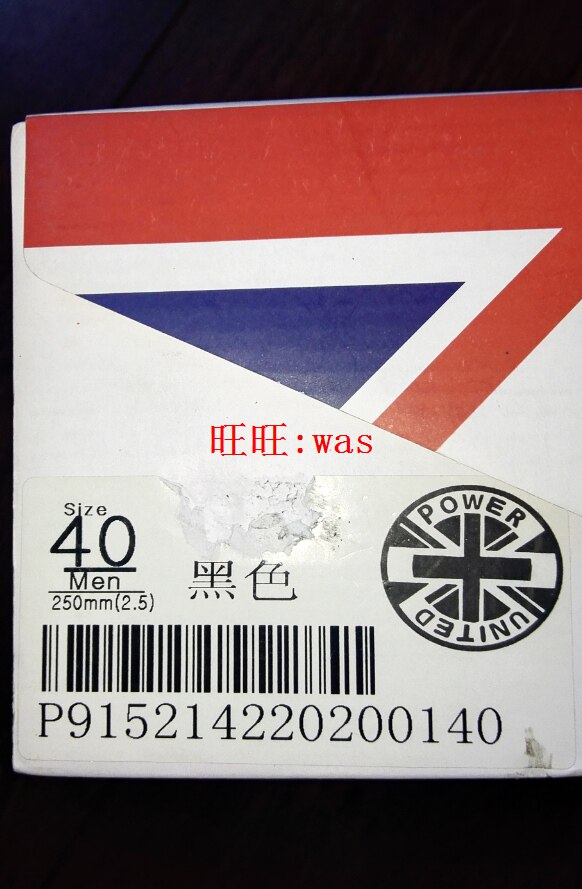 旺旺:was
Size
40
Men
250mm(2.5)
黑色
POWER
UNITED
P915214220200140